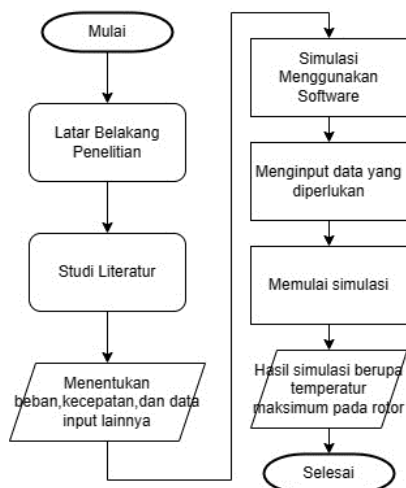 Mulai
Latar Belakang
Penelitian
Studi Literatur
Menentukan
beban,kecepatan,dan data
input lainnya
Simulasi
Menggunakan
Software
Menginput data yang
diperlukan
Memulai simulasi
Hasil simulasi berupa
temperatur
maksimum pada rotor
Selesai